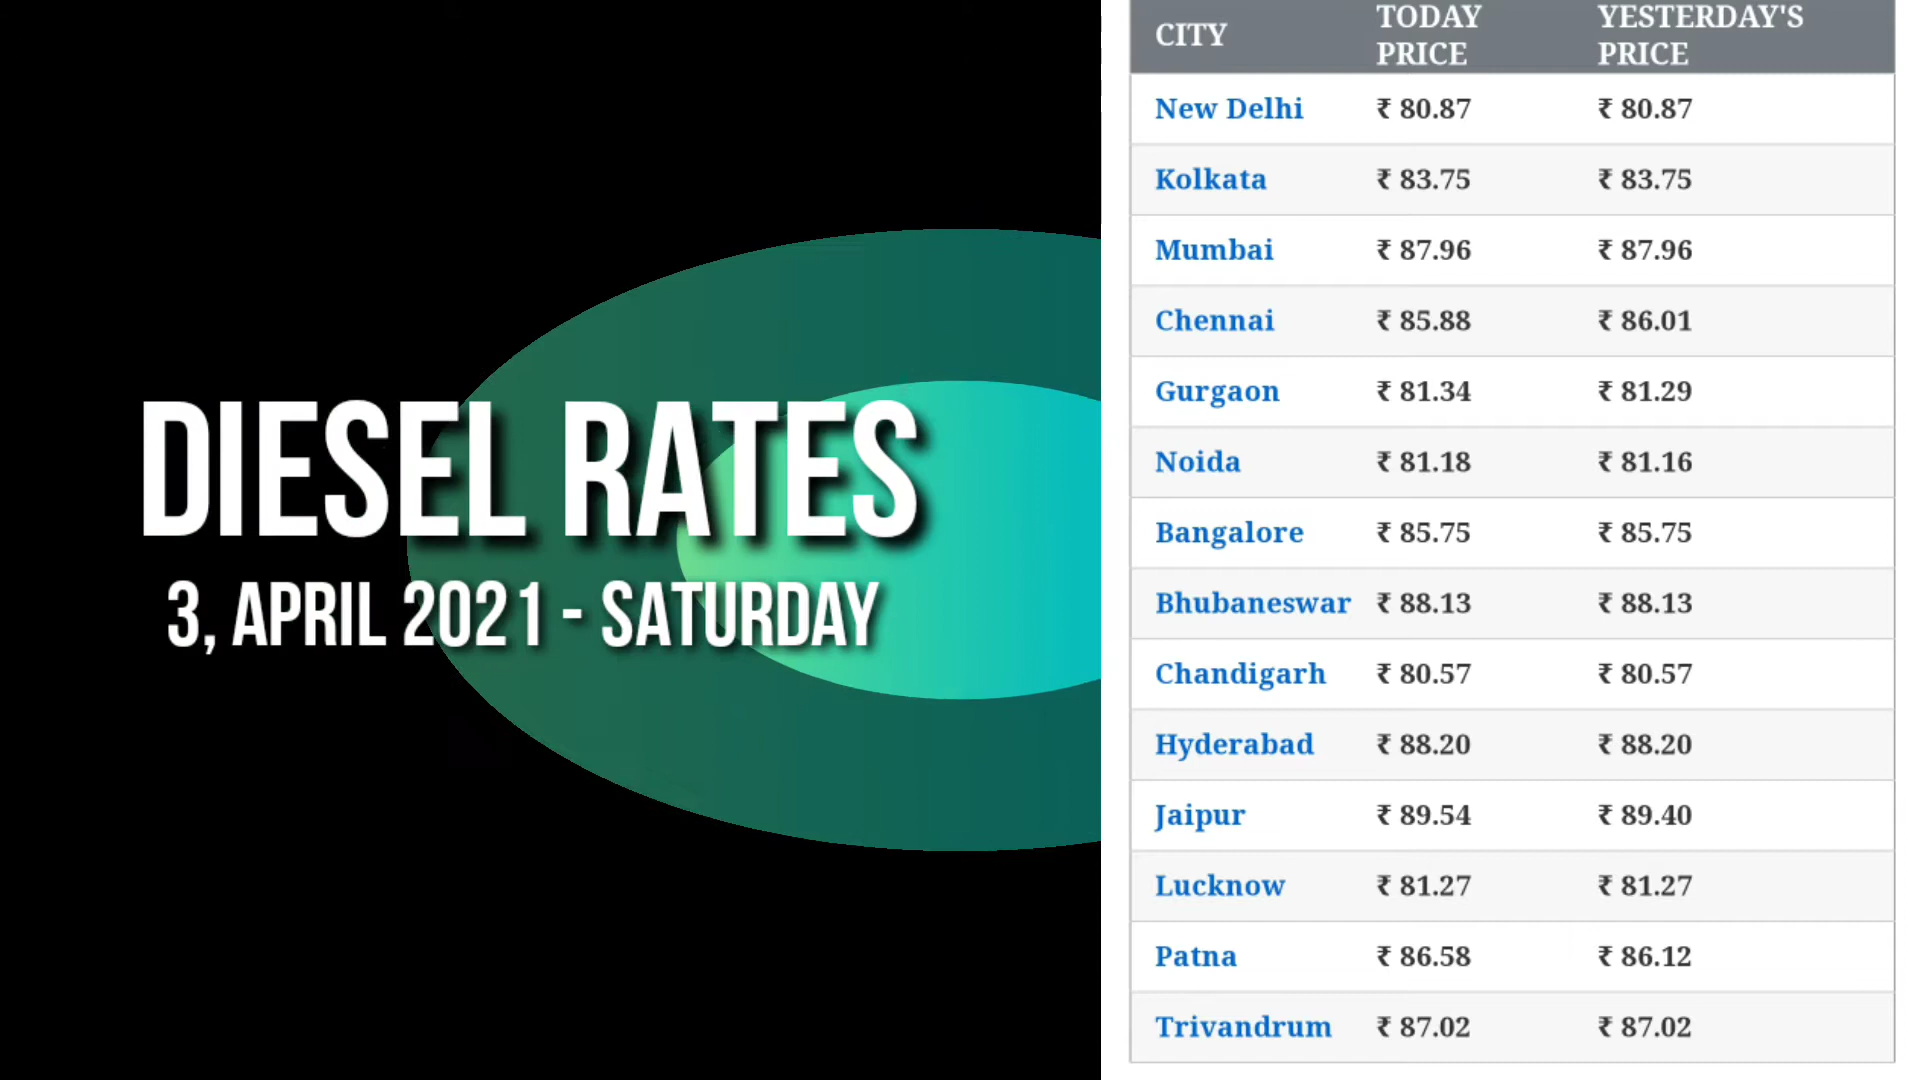 DIESEL RATES
3, APRIL 2021 - SATURDAY
CITY TODAY PRICE YESTERDAY'S PRICE
New Delhi ₹ 80.87 ₹ 80.87
Kolkata ₹ 83.75 ₹ 83.75
Mumbai ₹ 87.96 ₹ 87.96
Chennai ₹ 85.88 ₹ 86.01
Gurgaon ₹ 81.34 ₹ 81.29
Noida ₹ 81.18 ₹ 81.16
Bangalore ₹ 85.75 ₹ 85.75
Bhubaneswar ₹ 88.13 ₹ 88.13
Chandigarh ₹ 80.57 ₹ 80.57
Hyderabad ₹ 88.20 ₹ 88.20
Jaipur ₹ 89.54 ₹ 89.40
Lucknow ₹ 81.27 ₹ 81.27
Patna ₹ 86.58 ₹ 86.12
Trivandrum ₹ 87.02 ₹ 87.02